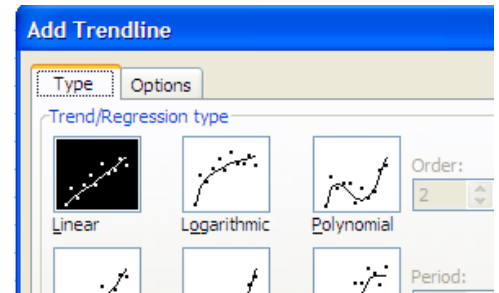 Add Trendline
Type Options
Trend/Regression type
Order:
2
Linear Logarithmic Polynomial
Period: